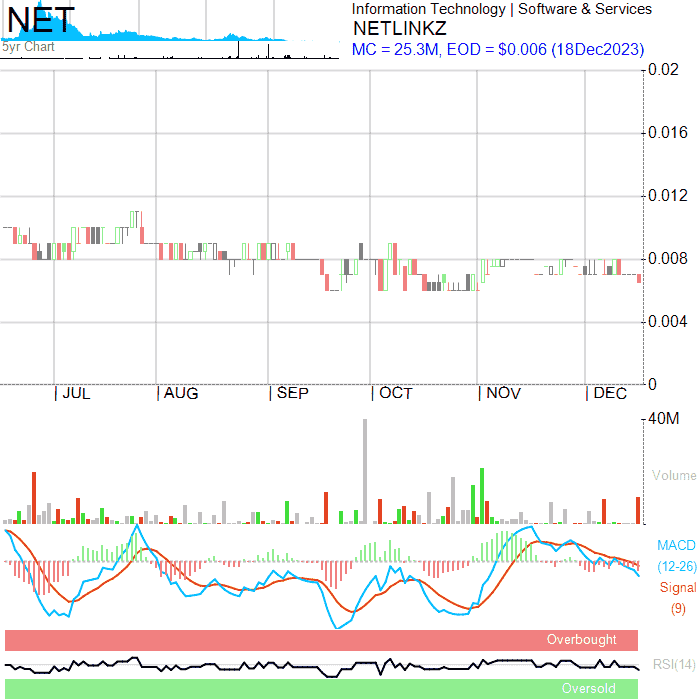 NET
5yr Chart
Information Technology | Software & Services
NETLINKZ
MC = 25.3M, EOD = $0.006 (18Dec2023)
0.02
0.016
0.012
0.008
0.004
0
JUL
AUG
SEP
OCT
NOV
DEC
40M
Volume
MACD
(12-26)
Signal
(9)
Overbought
RSI(14)
Oversold